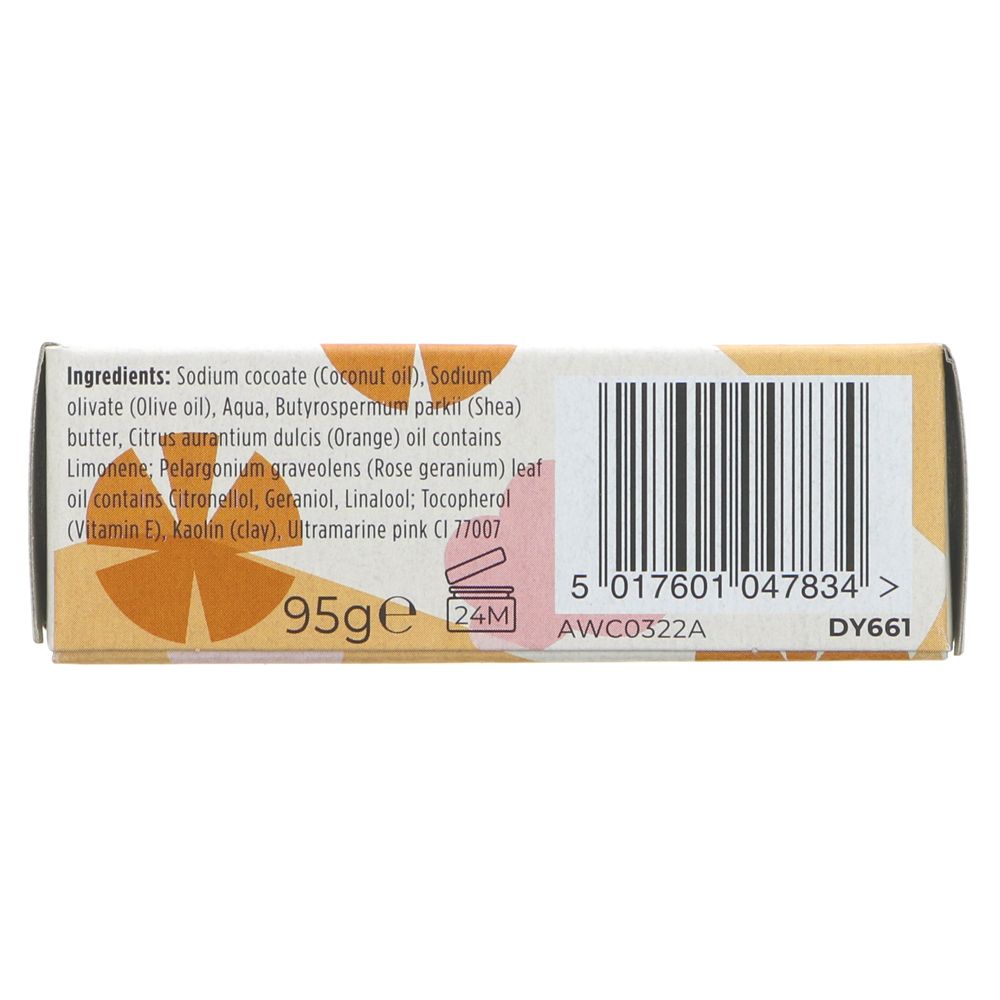 Ingredients: Sodium cocoate (Coconut oil), Sodium
olivate (Olive oil), Aqua, Butyrospermum parkii (Shea)
butter, Citrus aurantium dulcis (Orange) oil contains
Limonene; Pelargonium graveolens (Rose geranium) leaf
oil contains Citronellol, Geraniol, Linalool; Tocopherol
(Vitamin E), Kaolin (clay), Ultramarine pink CI 77007
95g℮
24M
5 017601 047834 >
AWC0322A
DY661